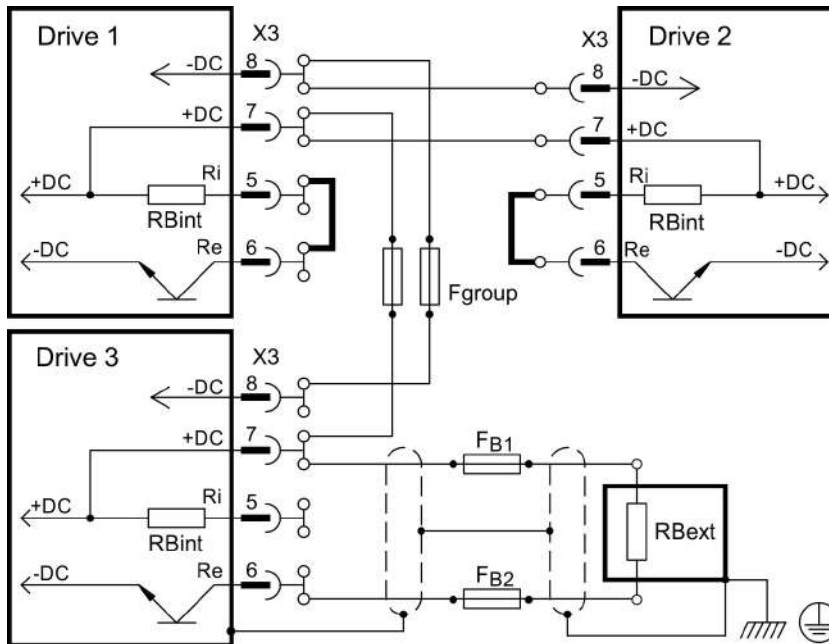 Drive 1
X3
-DC
8
+DC
7
+DC
Ri
5
RBint
-DC
Re
6
X3
Drive 2
8
-DC
7
+DC
5
Ri
+DC
RBint
6
Re
-DC
Fgroup
Drive 3
X3
-DC
8
+DC
7
+DC
Ri
5
RBint
-DC
Re
6
FB1
FB2
RBext